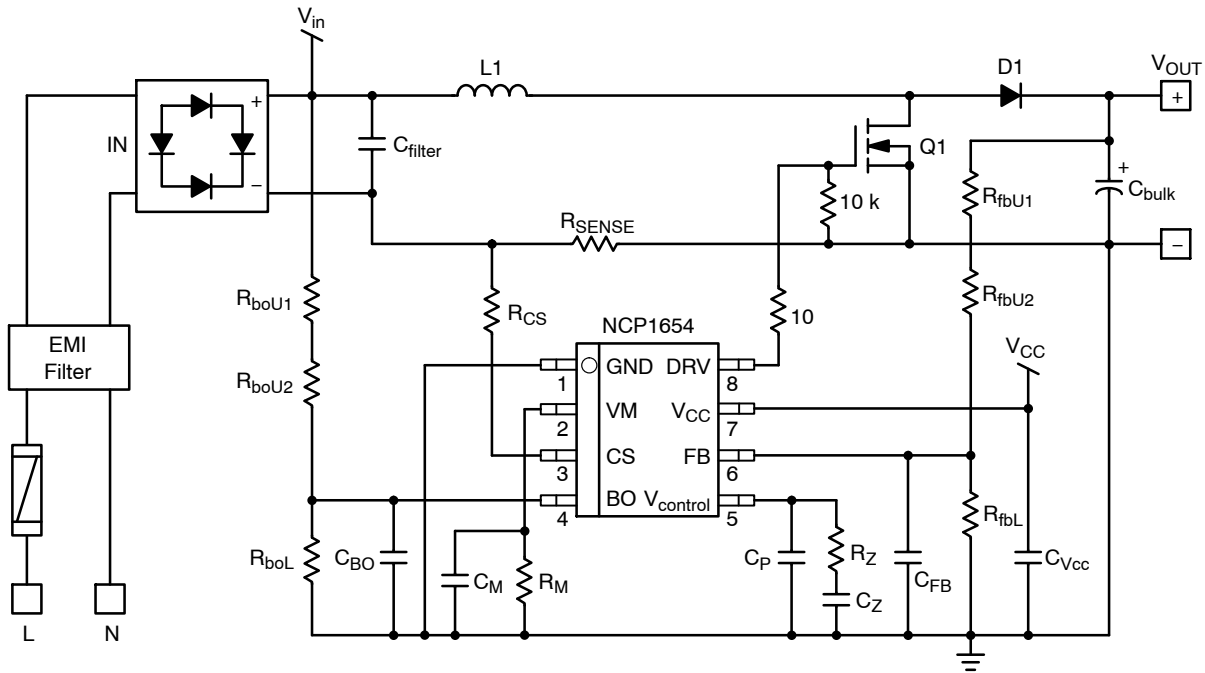 Vin
L1
D1
VOUT
+
IN
+
−
Cfilter
Q1
10 k
RfbU1
+
Cbulk
RSENSE
−
RboU1
RCS
RfbU2
10
NCP1654
EMI
Filter
RboU2
VCC
GND DRV
1 8
VM VCC
2 7
CS FB
3 6
BO Vcontrol
4 5
RfbL
RboL
CBO
CM
RM
CP
RZ
CZ
CFB
CVcc
L N